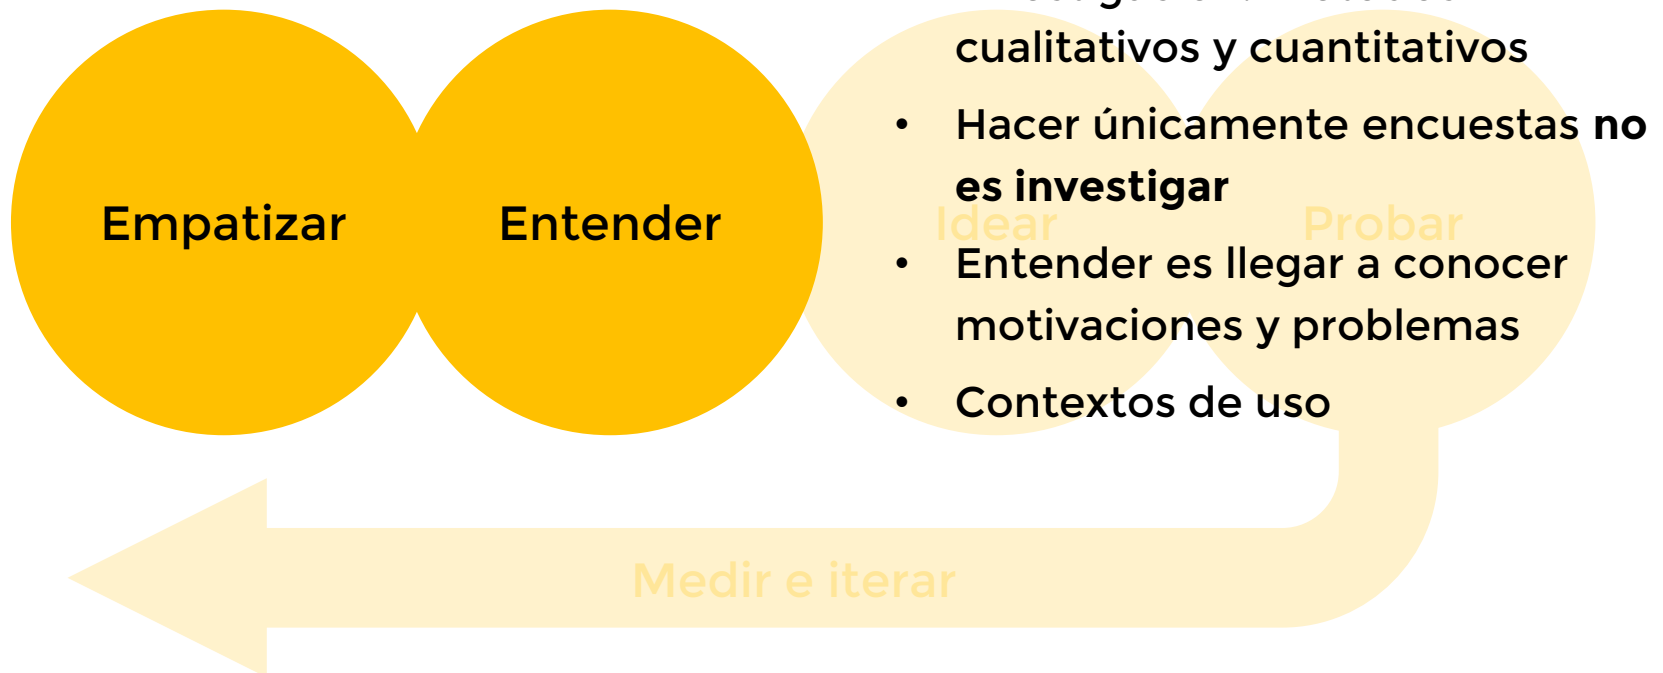 cualitativos y cuantitativos
• Hacer únicamente encuestas no
es investigar
• Entender es llegar a conocer
motivaciones y problemas
• Contextos de uso
Empatizar
Entender
Idear
Probar
Medir e iterar